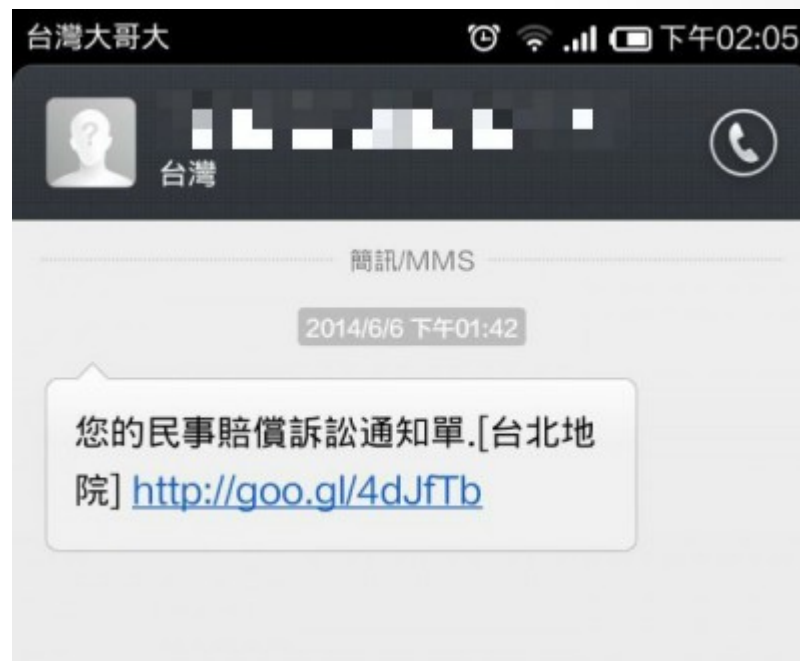 台灣大哥大 下午02:05
台灣
簡訊/MMS
2014/6/6 下午01:42
您的民事賠償訴訟通知單.[台北地
院] http://goo.gl/4dJfTb